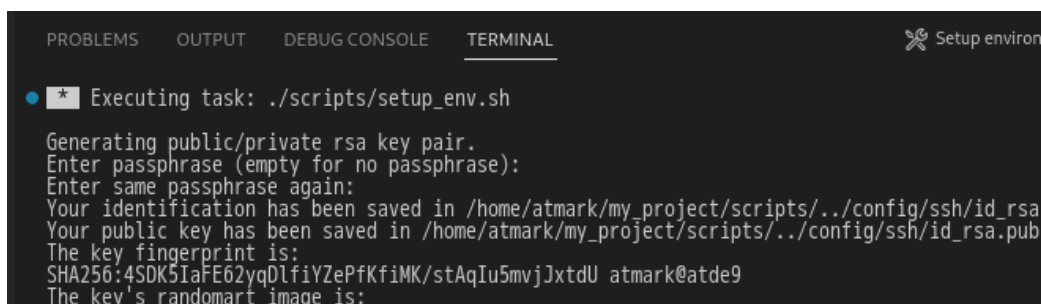 PROBLEMS OUTPUT DEBUG CONSOLE TERMINAL Setup environ
* Executing task: ./scripts/setup_env.sh
Generating public/private rsa key pair.
Enter passphrase (empty for no passphrase):
Enter same passphrase again:
Your identification has been saved in /home/atmark/my_project/scripts/../config/ssh/id_rsa
Your public key has been saved in /home/atmark/my_project/scripts/../config/ssh/id_rsa.pub
The key fingerprint is:
SHA256:4SDK5IaFE62yqDlfiYZePfKfiMK/stAqIu5mvjJxtdU atmark@atde9
The key's randomart image is: